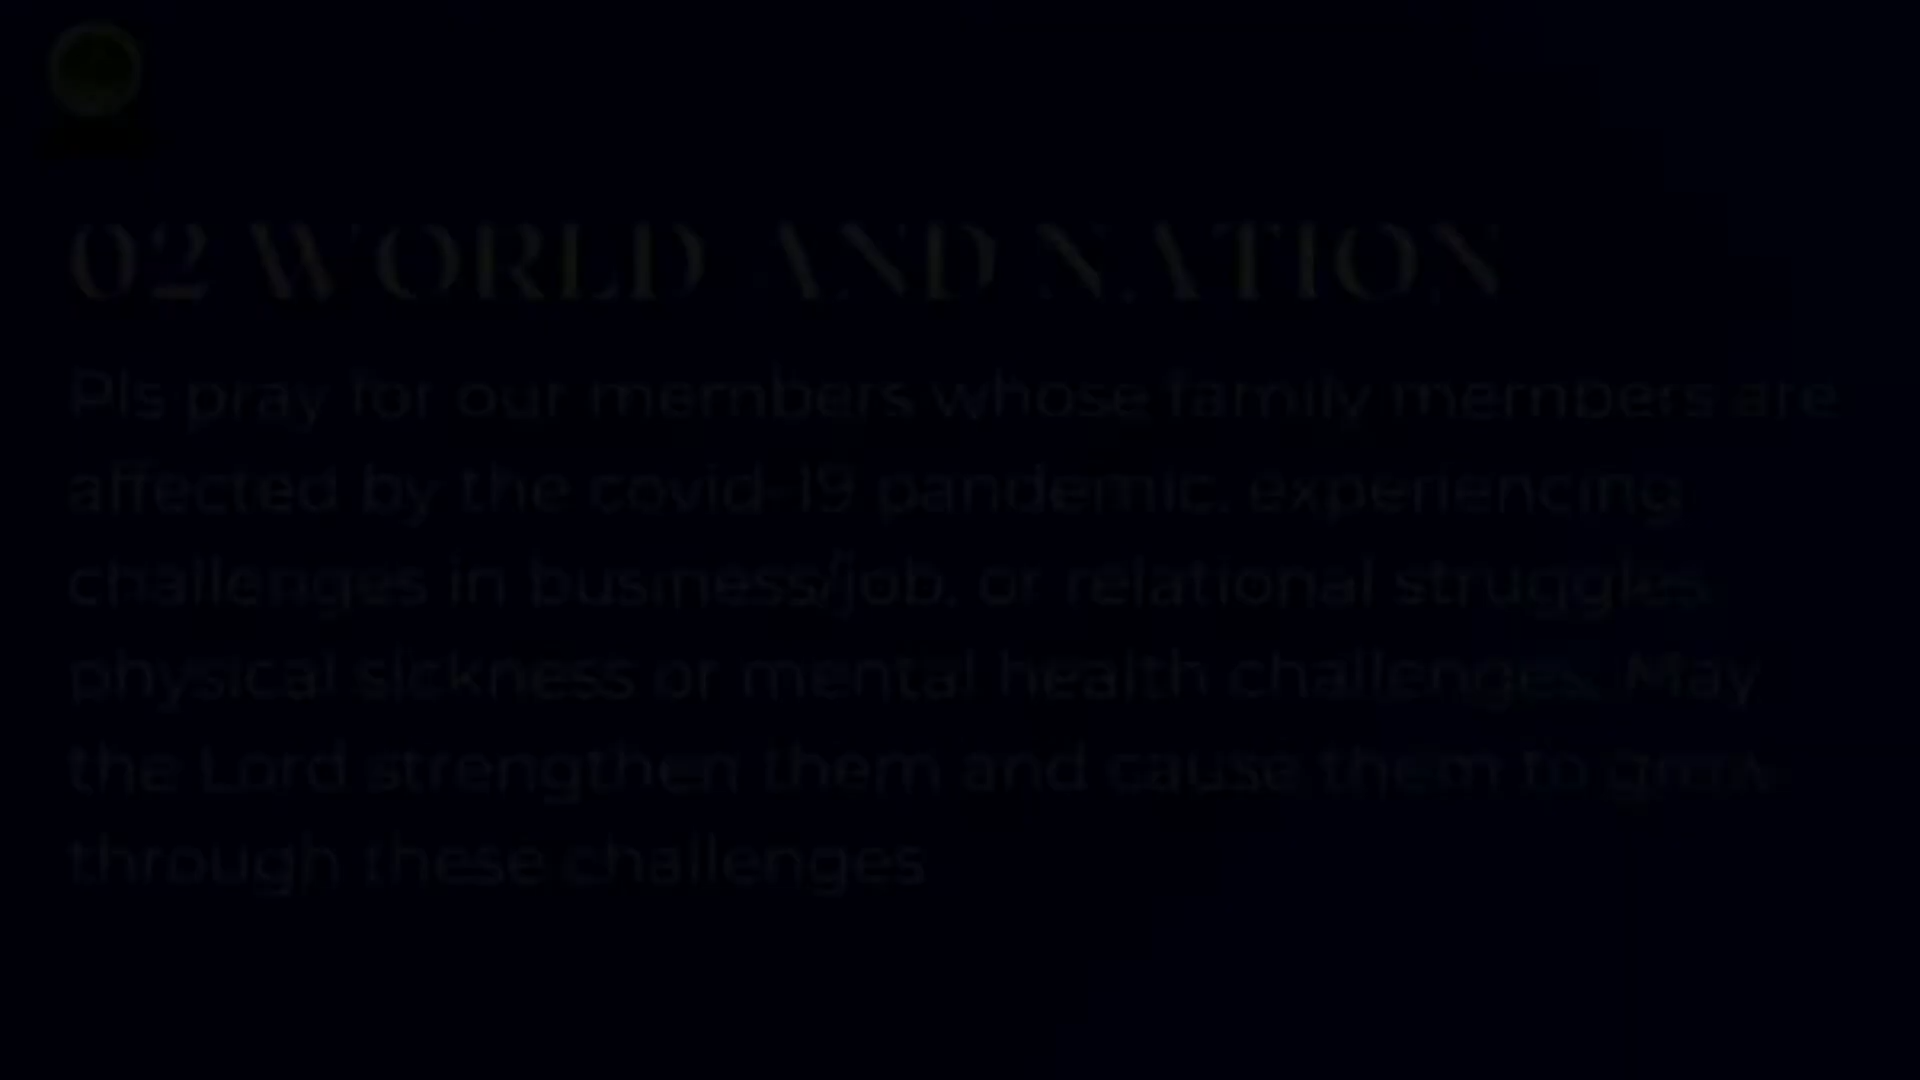 02 WORLD AND NATION
Pls pray for our members whose family members are
affected by the covid-19 pandemic, experiencing
challenges in business/job, or relational struggles,
physical sickness or mental health challenges. May
the Lord strengthen them and cause them to grow
through these challenges